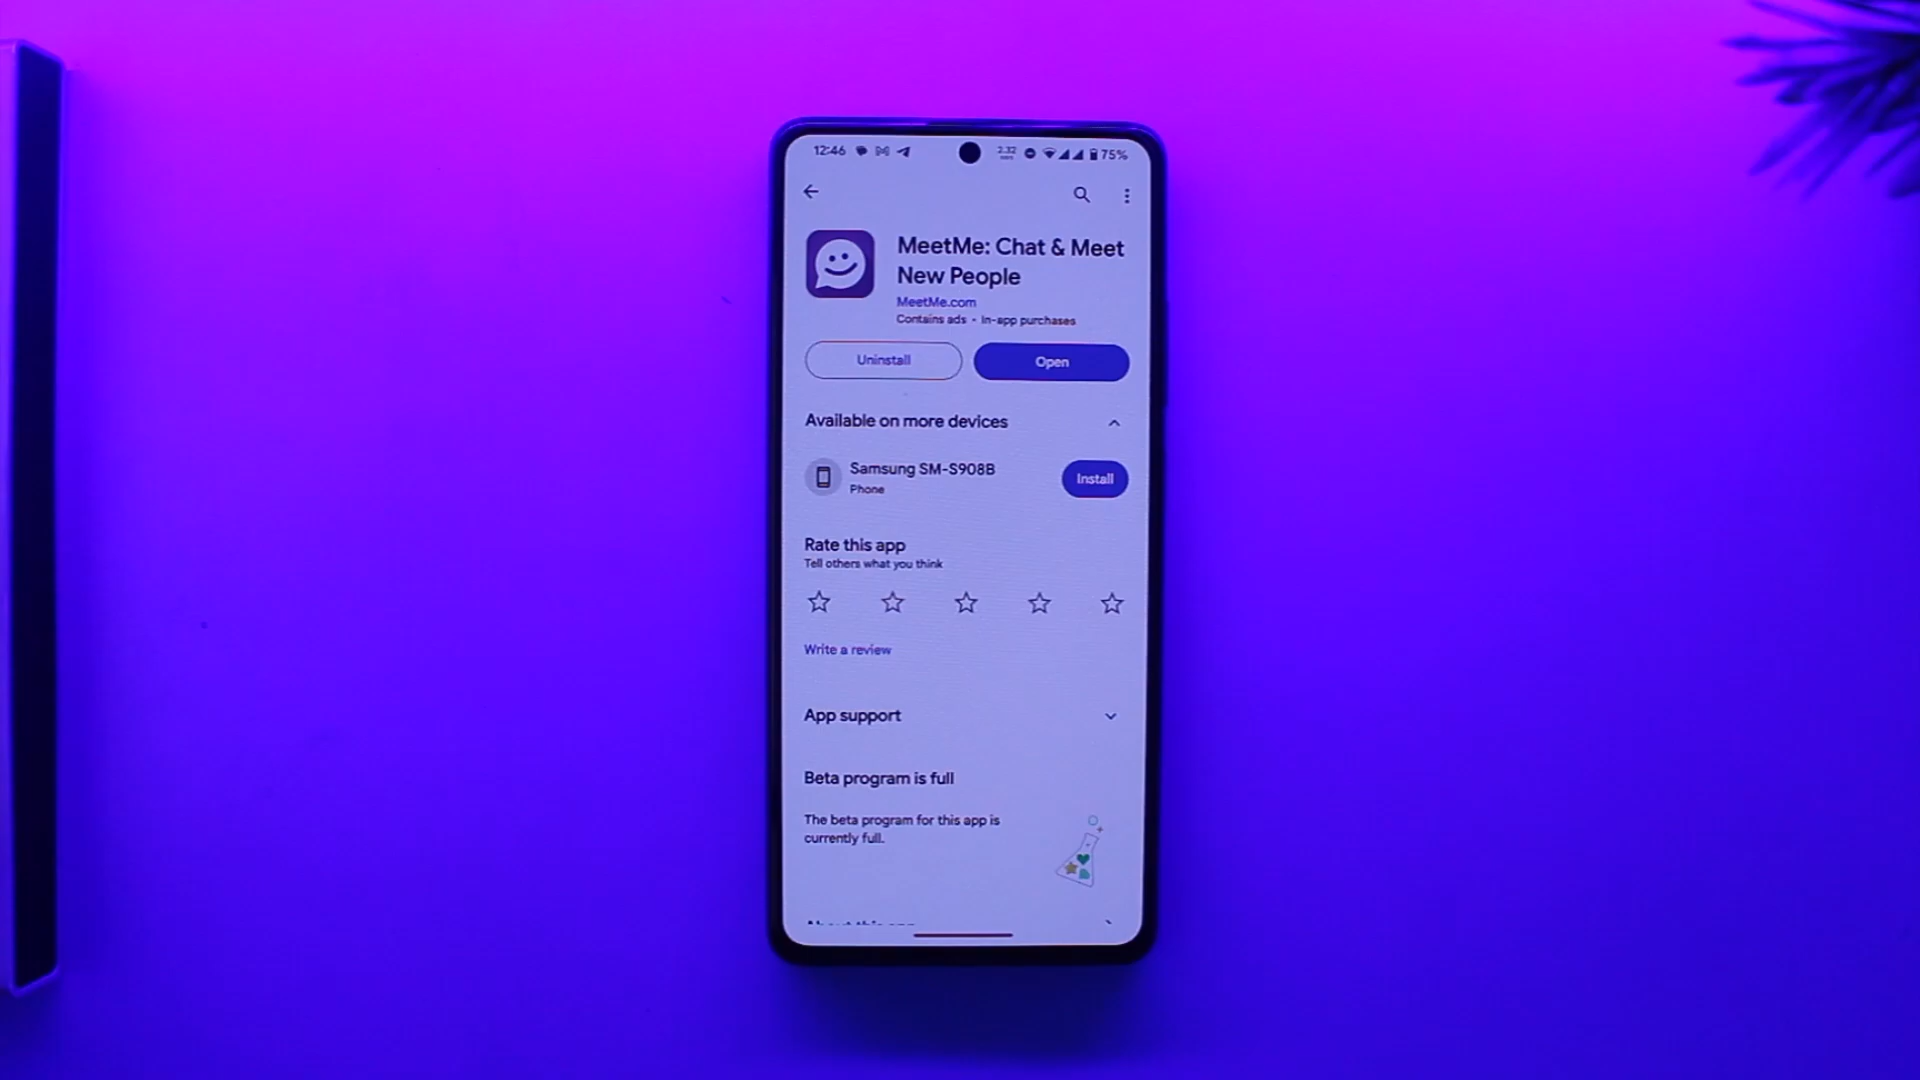 12:46
2.32
75%
MeetMe: Chat & Meet
New People
MeetMe.com
Contains ads • In-app purchases
Uninstall
Open
Available on more devices
Samsung SM-S908B
Phone
Install
Rate this app
Tell others what you think
Write a review
App support
Beta program is full
The beta program for this app is
currently full.